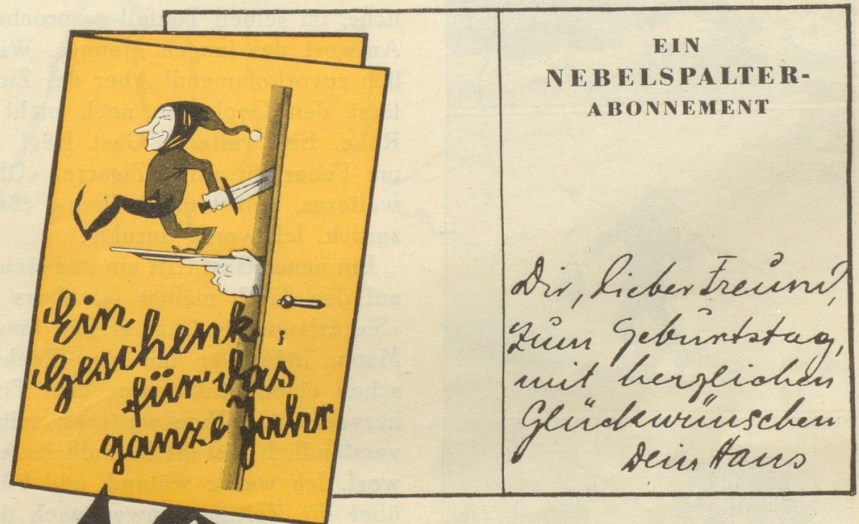 Ein
Geschenk
für das
ganze Jahr
EIN
NEBELSPALTER-
ABONNEMENT
Dir, lieber Freund,
zum Geburtstag,
mit herzlichen
Glückwünschen
Dein Hans